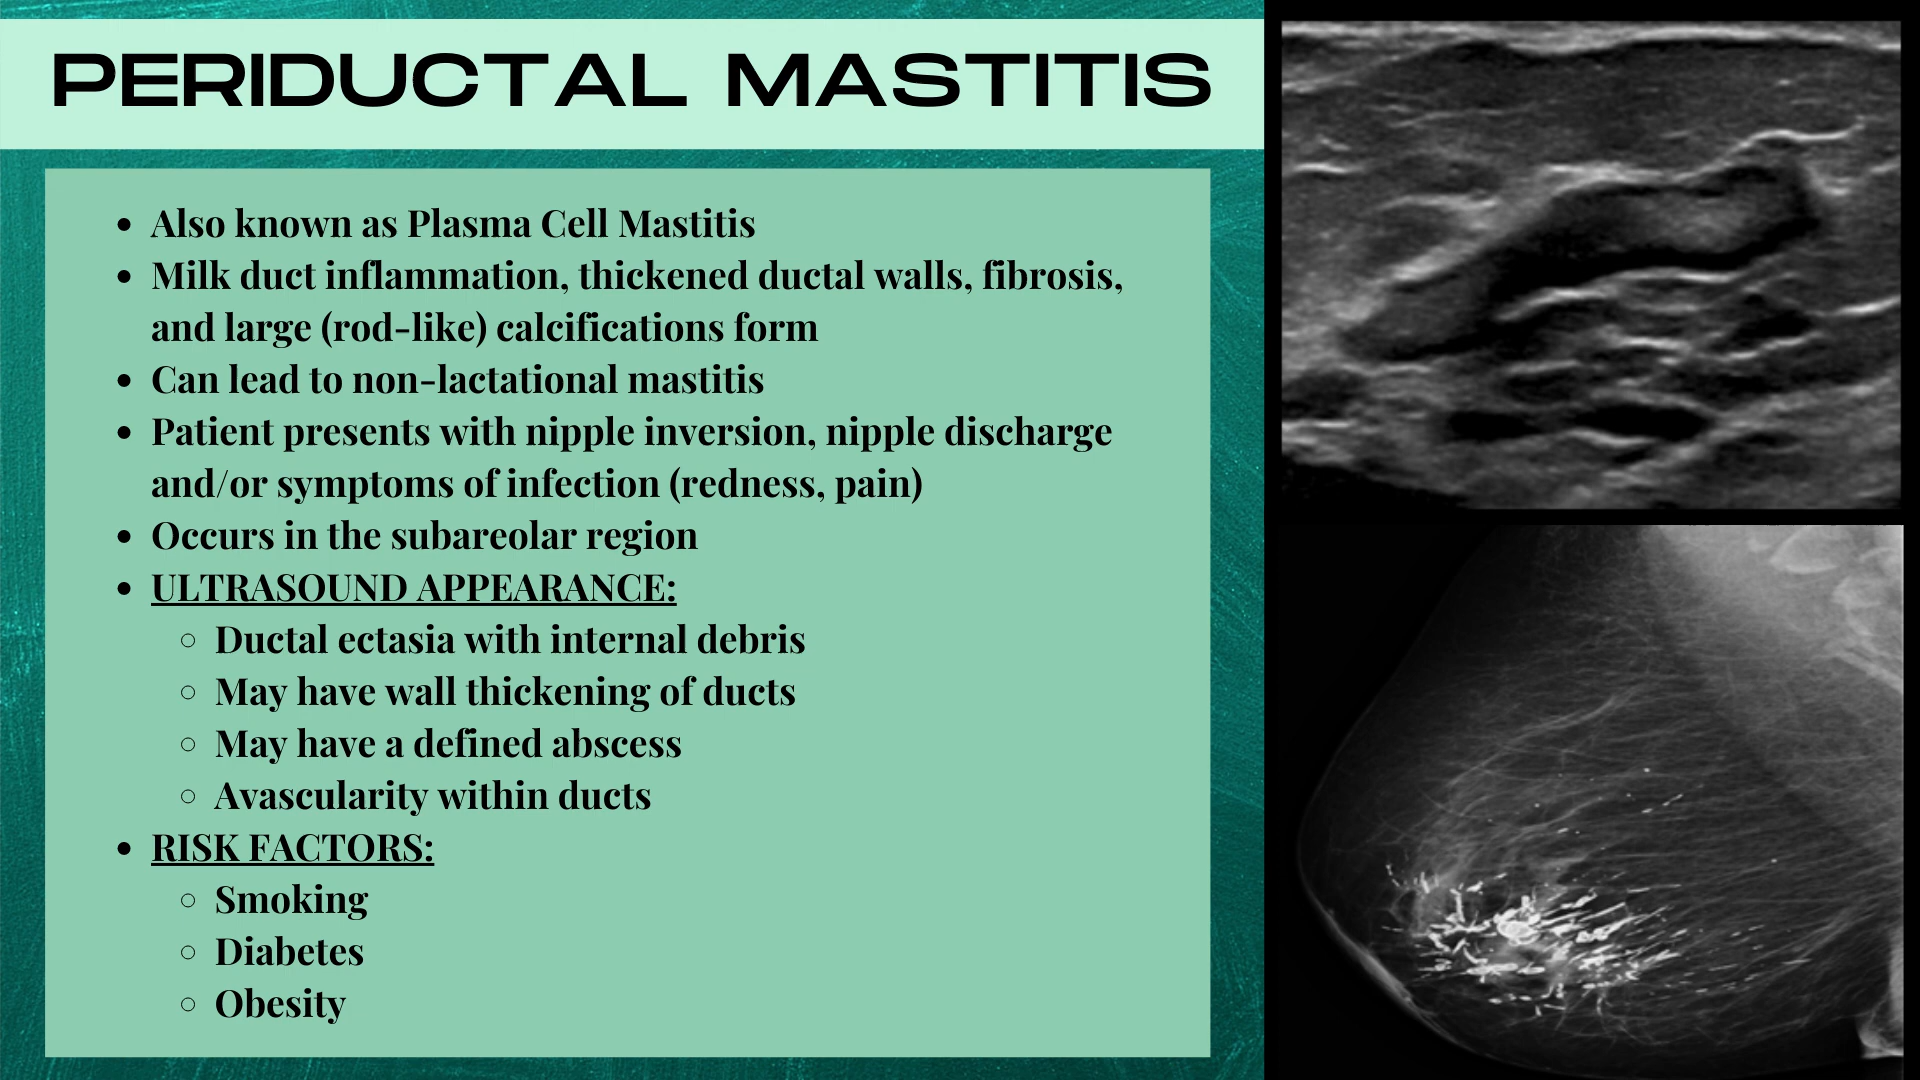 PERIDUCTAL MASTITIS
• Also known as Plasma Cell Mastitis
• Milk duct inflammation, thickened ductal walls, fibrosis,
and large (rod-like) calcifications form
• Can lead to non-lactational mastitis
• Patient presents with nipple inversion, nipple discharge
and/or symptoms of infection (redness, pain)
• Occurs in the subareolar region
• ULTRASOUND APPEARANCE:
○ Ductal ectasia with internal debris
○ May have wall thickening of ducts
○ May have a defined abscess
○ Avascularity within ducts
• RISK FACTORS:
○ Smoking
○ Diabetes
○ Obesity